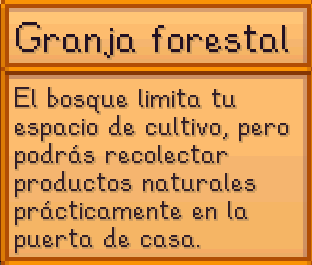 Granja forestal
El bosque limita tu
espacio de cultivo, pero
podrás recolectar
productos naturales
prácticamente en la
puerta de casa.